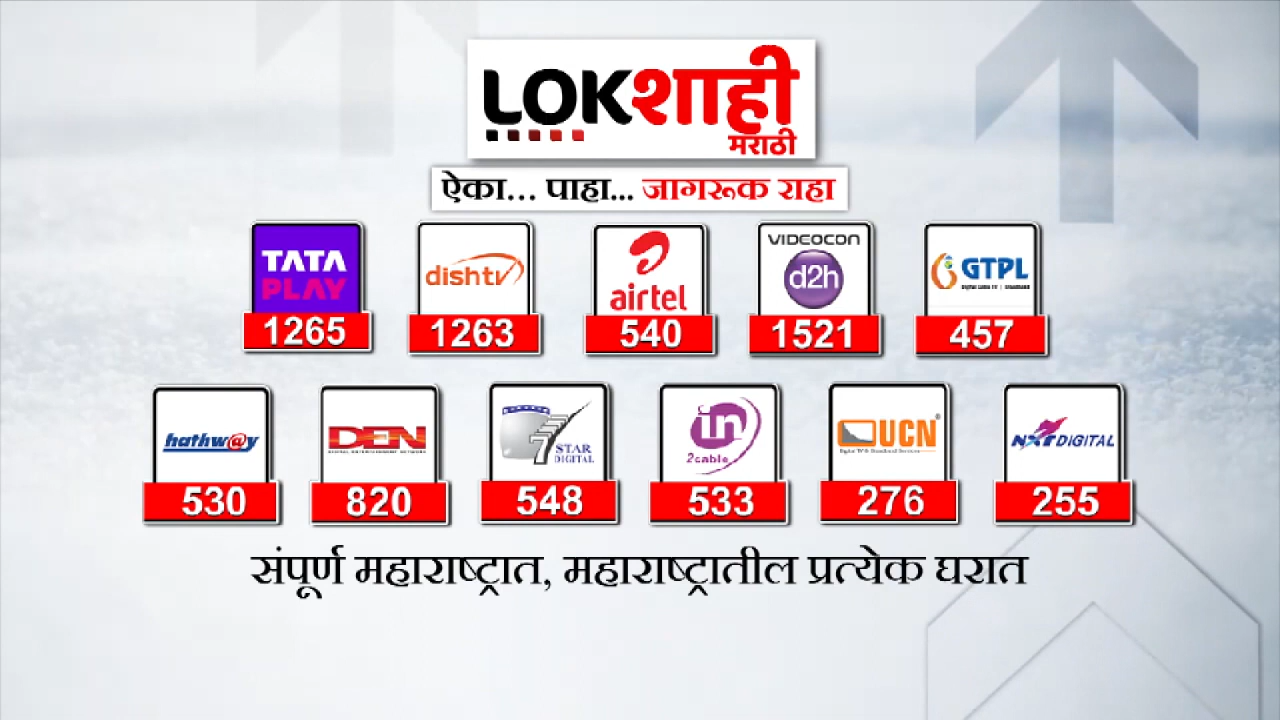 LOKशाही
मराठी
ऐका... पाहा... जागरूक राहा
TATA PLAY
dishtv
airtel
VIDEOCON d2h
GTPL
1265
1263
540
1521
457
hathw@y
DEN
7 STAR DIGITAL
in 2cable
UCN
NXT DIGITAL
530
820
548
533
276
255
संपूर्ण महाराष्ट्रात, महाराष्ट्रातील प्रत्येक घरात